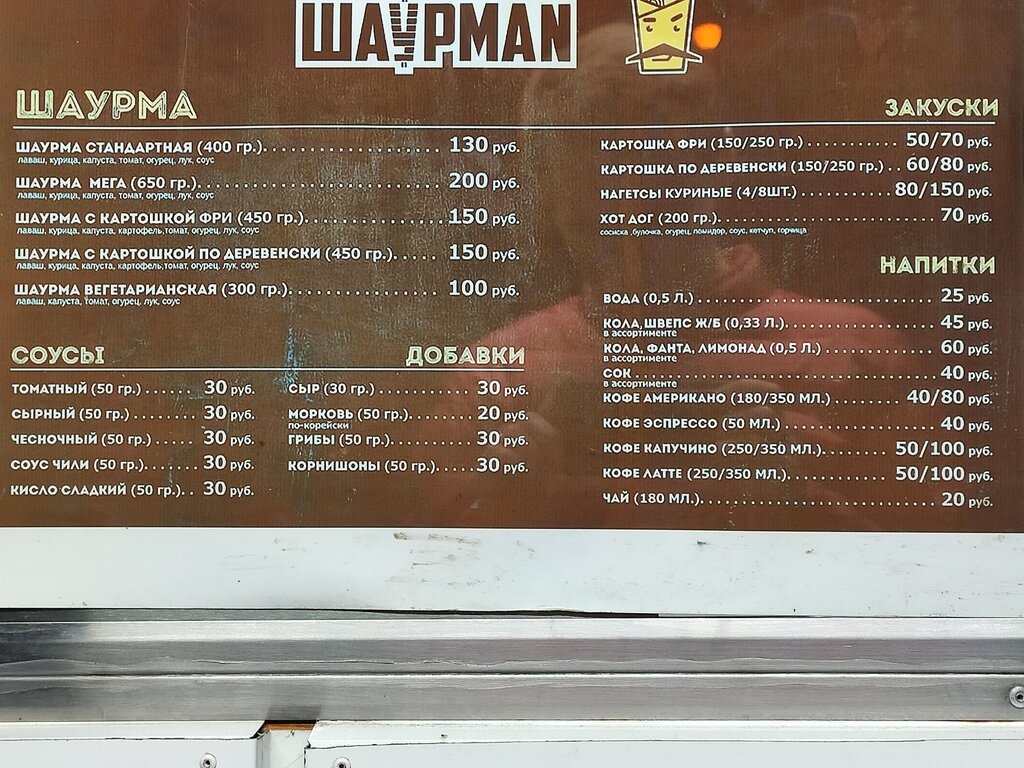 ШАУРMAN
ШАУРМА
ШАУРМА СТАНДАРТНАЯ (400 гр.) 130 руб.
лаваш, курица, капуста, томат, огурец, лук, соус
ШАУРМА МЕГА (650 гр.) 200 руб.
лаваш, курица, капуста, томат, огурец, лук, соус
ШАУРМА С КАРТОШКОЙ ФРИ (450 гр.) 150 руб.
лаваш, курица, капуста, картофель,томат, огурец, лук, соус
ШАУРМА С КАРТОШКОЙ ПО ДЕРЕВЕНСКИ (450 гр.) 150 руб.
лаваш, курица, капуста, картофель,томат, огурец, лук, соус
ШАУРМА ВЕГЕТАРИАНСКАЯ (300 гр.) 100 руб.
лаваш, капуста, томат, огурец, лук, соус
СОУСЫ
ТОМАТНЫЙ (50 гр.) 30 руб.
СЫРНЫЙ (50 гр.) 30 руб.
ЧЕСНОЧНЫЙ (50 гр.) 30 руб.
СОУС ЧИЛИ (50 гр.) 30 руб.
КИСЛО СЛАДКИЙ (50 гр.) 30 руб.
ДОБАВКИ
СЫР (30 гр.) 30 руб.
МОРКОВЬ (50 гр.) 20 руб.
по-корейски
ГРИБЫ (50 гр.) 30 руб.
КОРНИШОНЫ (50 гр.) 30 руб.
ЗАКУСКИ
КАРТОШКА ФРИ (150/250 гр.) 50/70 руб.
КАРТОШКА ПО ДЕРЕВЕНСКИ (150/250 гр.) 60/80 руб.
НАГЕТСЫ КУРИНЫЕ (4/8ШТ.) 80/150 руб.
ХОТ ДОГ (200 гр.) 70 руб.
сосиска ,булочка, огурец, помидор, соус, кетчуп, горчица
НАПИТКИ
ВОДА (0,5 Л.) 25 руб.
КОЛА,ШВЕПС Ж/Б (0,33 Л.) 45 руб.
в ассортименте
КОЛА, ФАНТА, ЛИМОНАД (0,5 Л.) 60 руб.
в ассортименте
СОК 40 руб.
в ассортименте
КОФЕ АМЕРИКАНО (180/350 МЛ.) 40/80 руб.
КОФЕ ЭСПРЕССО (50 МЛ.) 40 руб.
КОФЕ КАПУЧИНО (250/350 МЛ.) 50/100 руб.
КОФЕ ЛАТТЕ (250/350 МЛ.) 50/100 руб.
ЧАЙ (180 МЛ.) 20 руб.